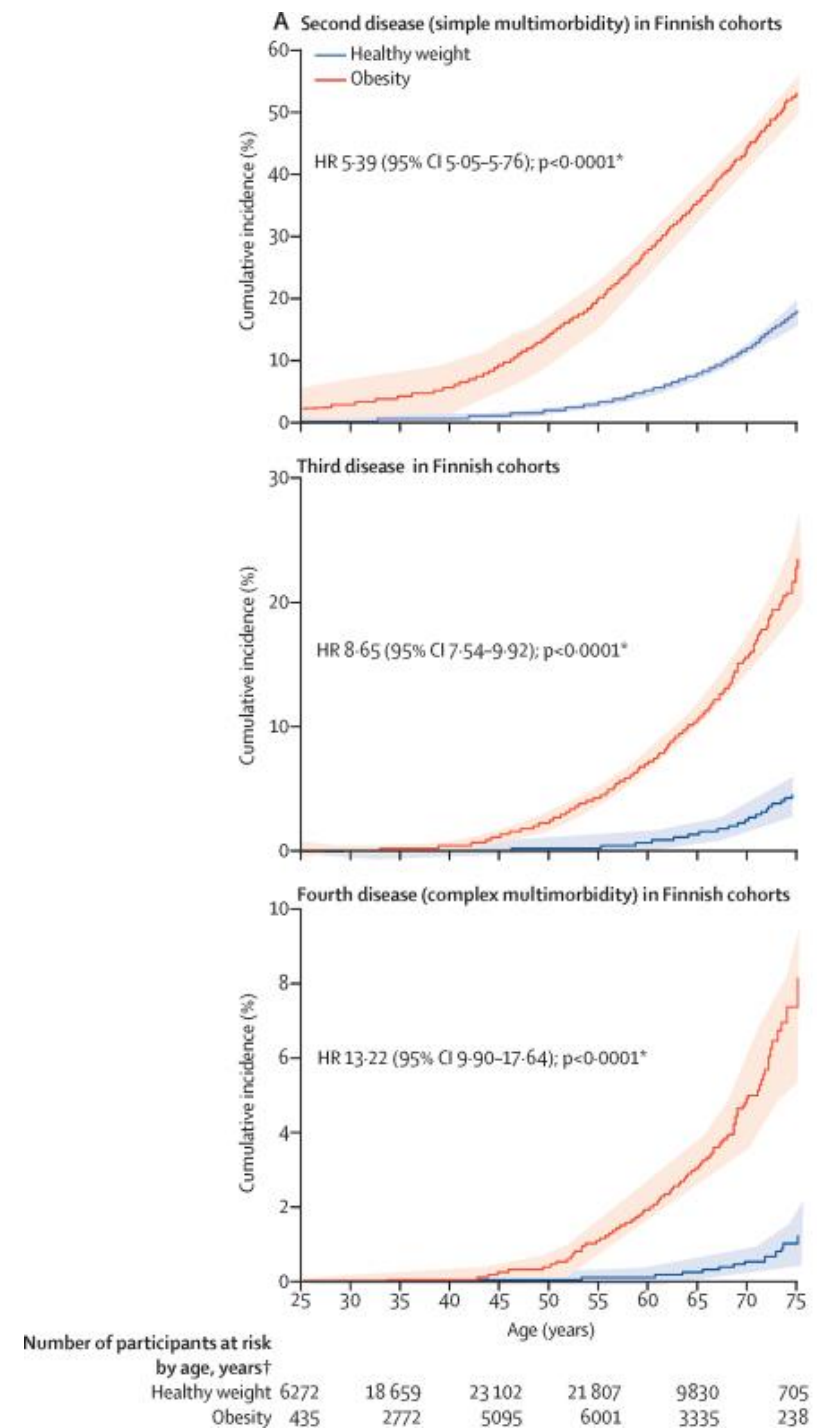 A Second disease (simple multimorbidity) in Finnish cohorts
60
Healthy weight
Obesity
50
HR 5·39 (95% CI 5·05–5·76); p<0·0001*
40
30
20
10
0
Cumulative incidence (%)
Third disease in Finnish cohorts
30
20
HR 8·65 (95% CI 7·54–9·92); p<0·0001*
10
0
Cumulative incidence (%)
Fourth disease (complex multimorbidity) in Finnish cohorts
10
8
6
HR 13·22 (95% CI 9·90–17·64); p<0·0001*
4
2
0
Cumulative incidence (%)
25 30 35 40 45 50 55 60 65 70 75
Age (years)
Number of participants at risk
by age, years†
Healthy weight 6272 18 659 23 102 21 807 9830 705
Obesity 435 2772 5095 6001 3335 238